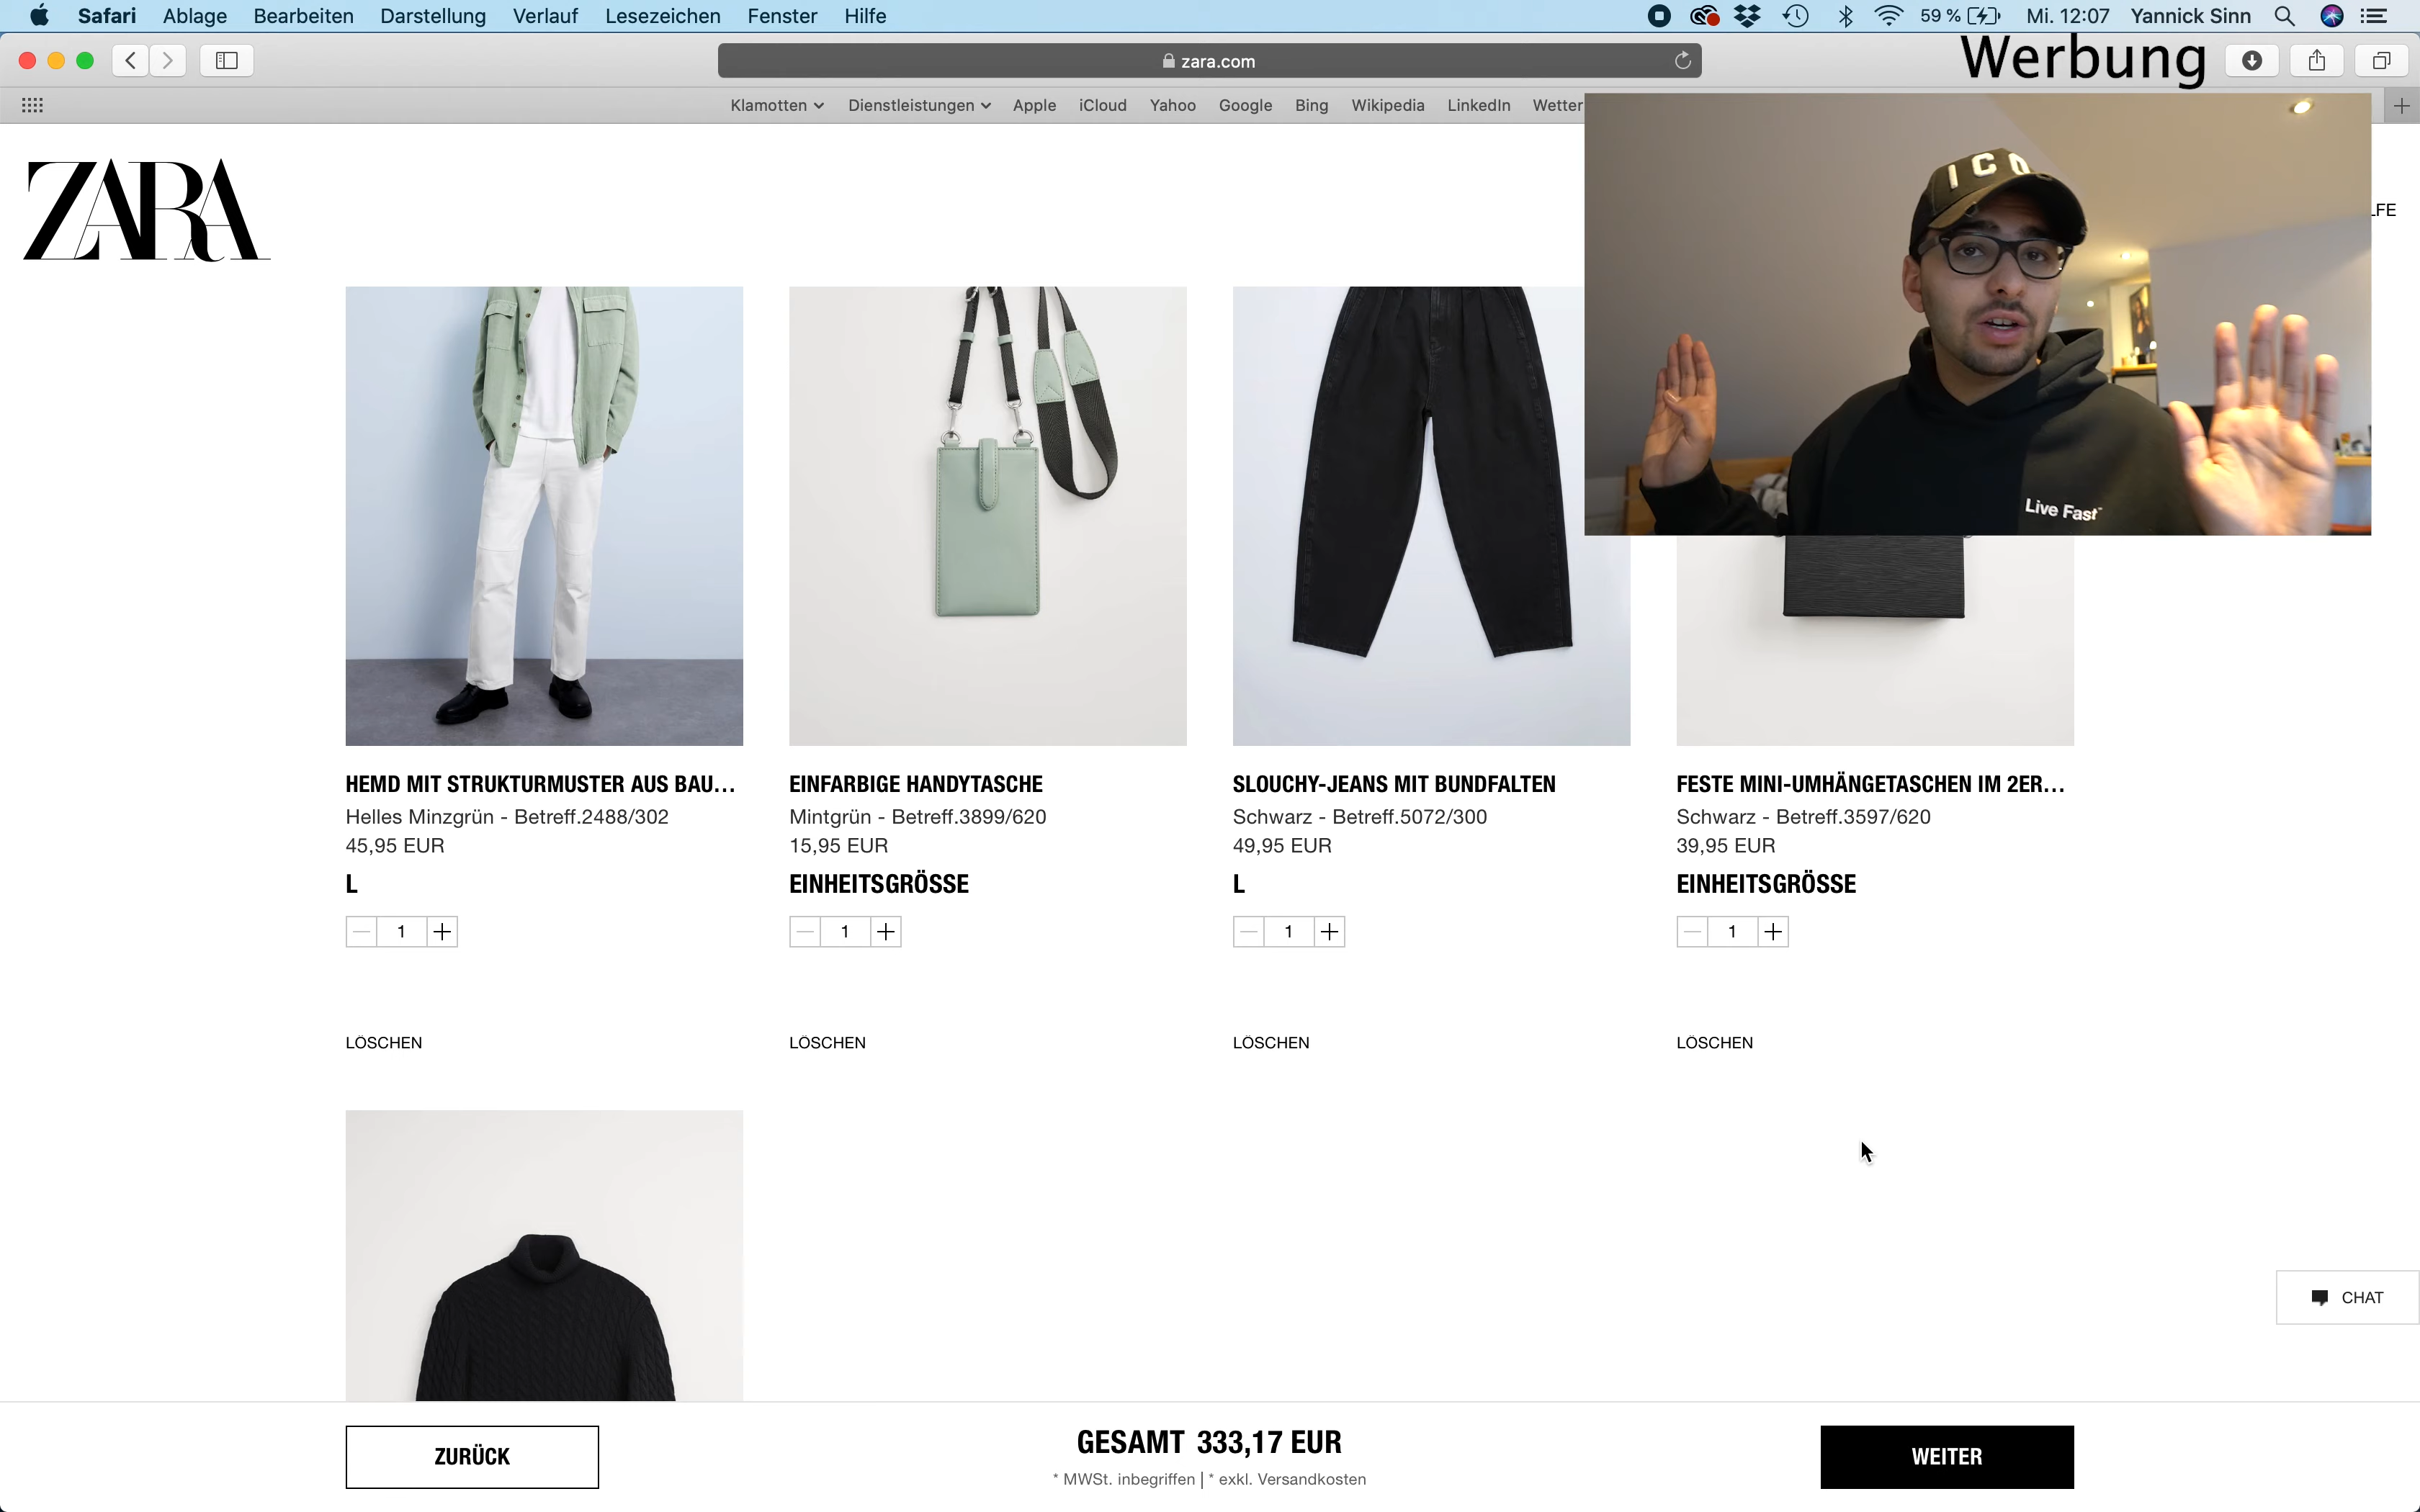 Safari Ablage Bearbeiten Darstellung Verlauf Lesezeichen Fenster Hilfe
59 % Mi. 12:07 Yannick Sinn
zara.com
Werbung
Klamotten Dienstleistungen Apple iCloud Yahoo Google Bing Wikipedia LinkedIn Wetter
ZARA
LFE
Live Fast
HEMD MIT STRUKTURMUSTER AUS BAU...
Helles Minzgrün - Betreff.2488/302
45,95 EUR
L
1
LÖSCHEN
EINFARBIGE HANDYTASCHE
Mintgrün - Betreff.3899/620
15,95 EUR
EINHEITSGRÖSSE
1
LÖSCHEN
SLOUCHY-JEANS MIT BUNDFALTEN
Schwarz - Betreff.5072/300
49,95 EUR
L
1
LÖSCHEN
FESTE MINI-UMHÄNGETASCHEN IM 2ER...
Schwarz - Betreff.3597/620
39,95 EUR
EINHEITSGRÖSSE
1
LÖSCHEN
CHAT
ZURÜCK
GESAMT 333,17 EUR
* MWSt. inbegriffen | * exkl. Versandkosten
WEITER